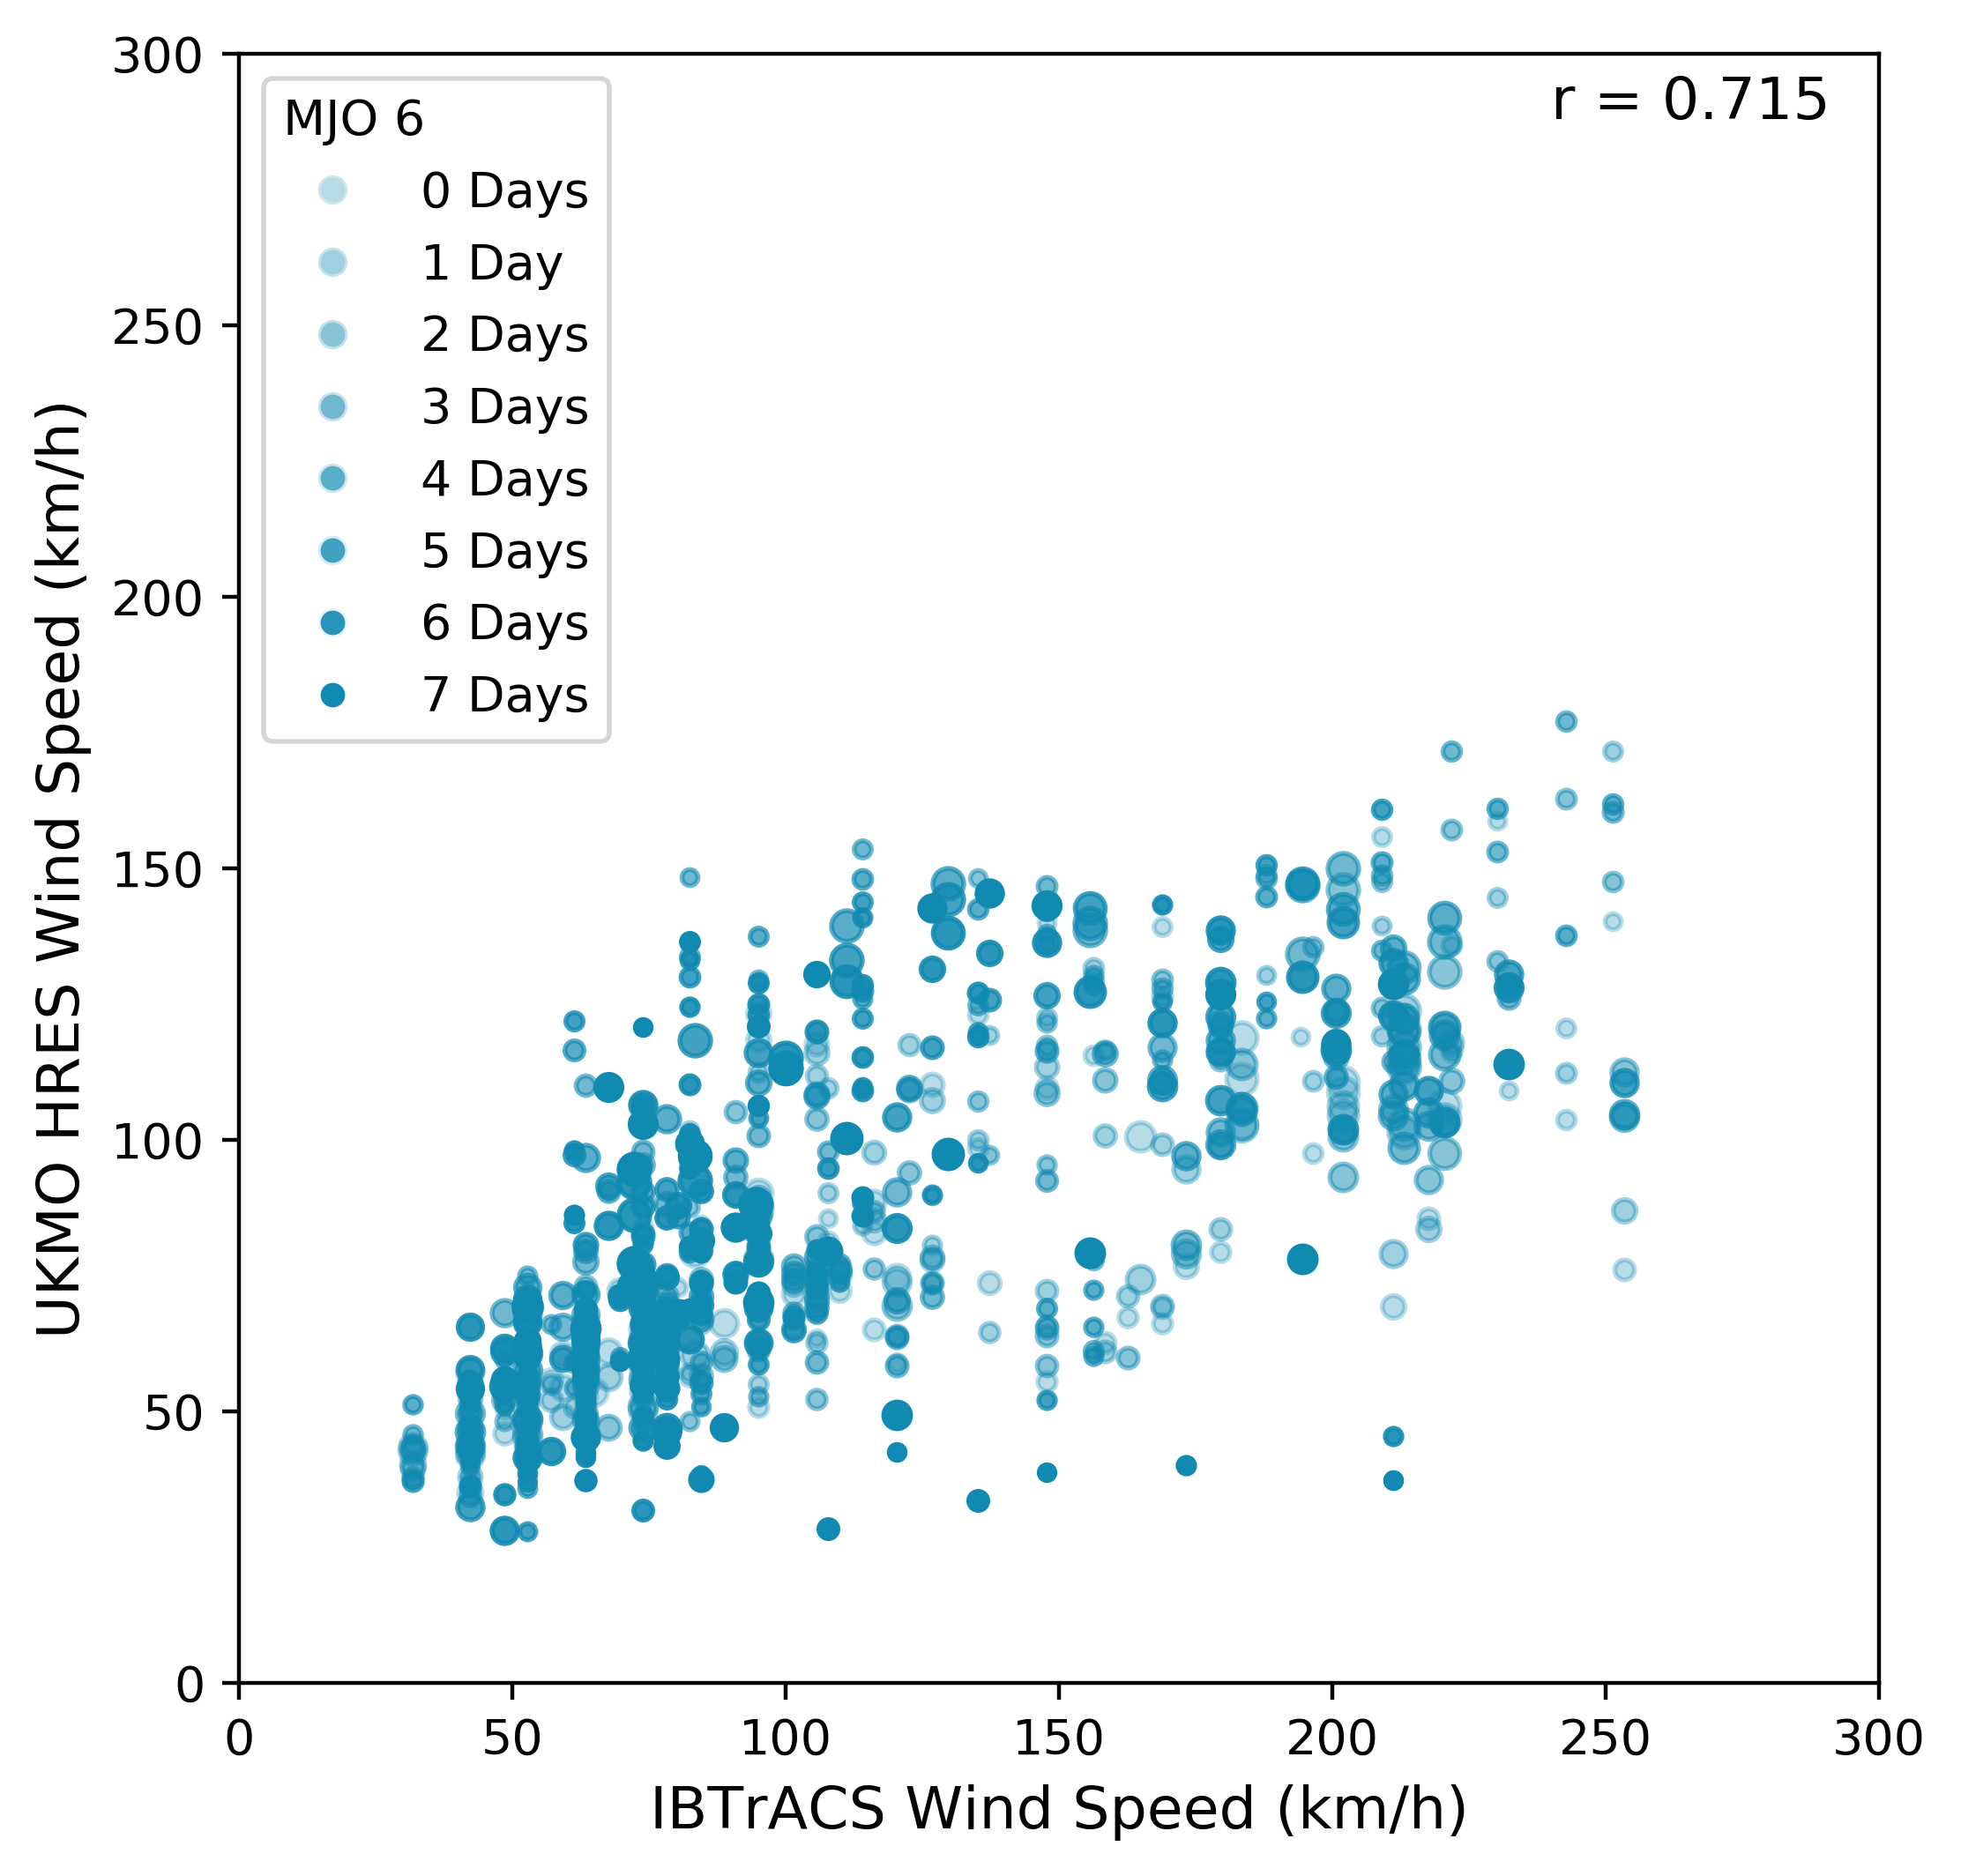 r = 0.715
MJO 6
0 Days
1 Day
2 Days
3 Days
4 Days
5 Days
6 Days
7 Days
300
250
200
150
100
50
0
UKMO HRES Wind Speed (km/h)
0 50 100 150 200 250 300
IBTrACS Wind Speed (km/h)